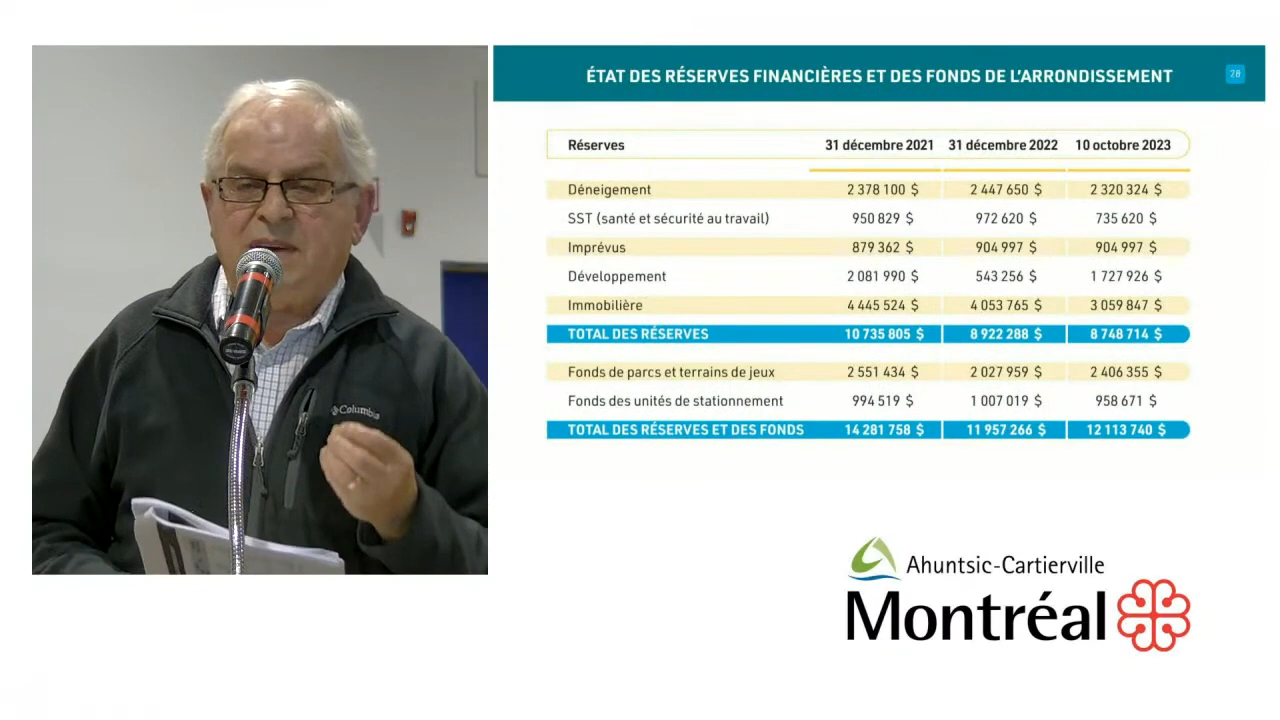 ÉTAT DES RÉSERVES FINANCIÈRES ET DES FONDS DE L'ARRONDISSEMENT
28
Réserves 31 décembre 2021 31 décembre 2022 10 octobre 2023
Déneigement 2 378 100 $ 2 447 650 $ 2 320 324 $
SST (santé et sécurité au travail) 950 829 $ 972 620 $ 735 620 $
Imprévus 879 362 $ 904 997 $ 904 997 $
Développement 2 081 990 $ 543 256 $ 1 727 926 $
Immobilière 4 445 524 $ 4 053 765 $ 3 059 847 $
TOTAL DES RÉSERVES 10 735 805 $ 8 922 288 $ 8 748 714 $
Fonds de parcs et terrains de jeux 2 551 434 $ 2 027 959 $ 2 406 355 $
Fonds des unités de stationnement 994 519 $ 1 007 019 $ 958 671 $
TOTAL DES RÉSERVES ET DES FONDS 14 281 758 $ 11 957 266 $ 12 113 740 $
Columbia
Ahuntsic-Cartierville
Montréal